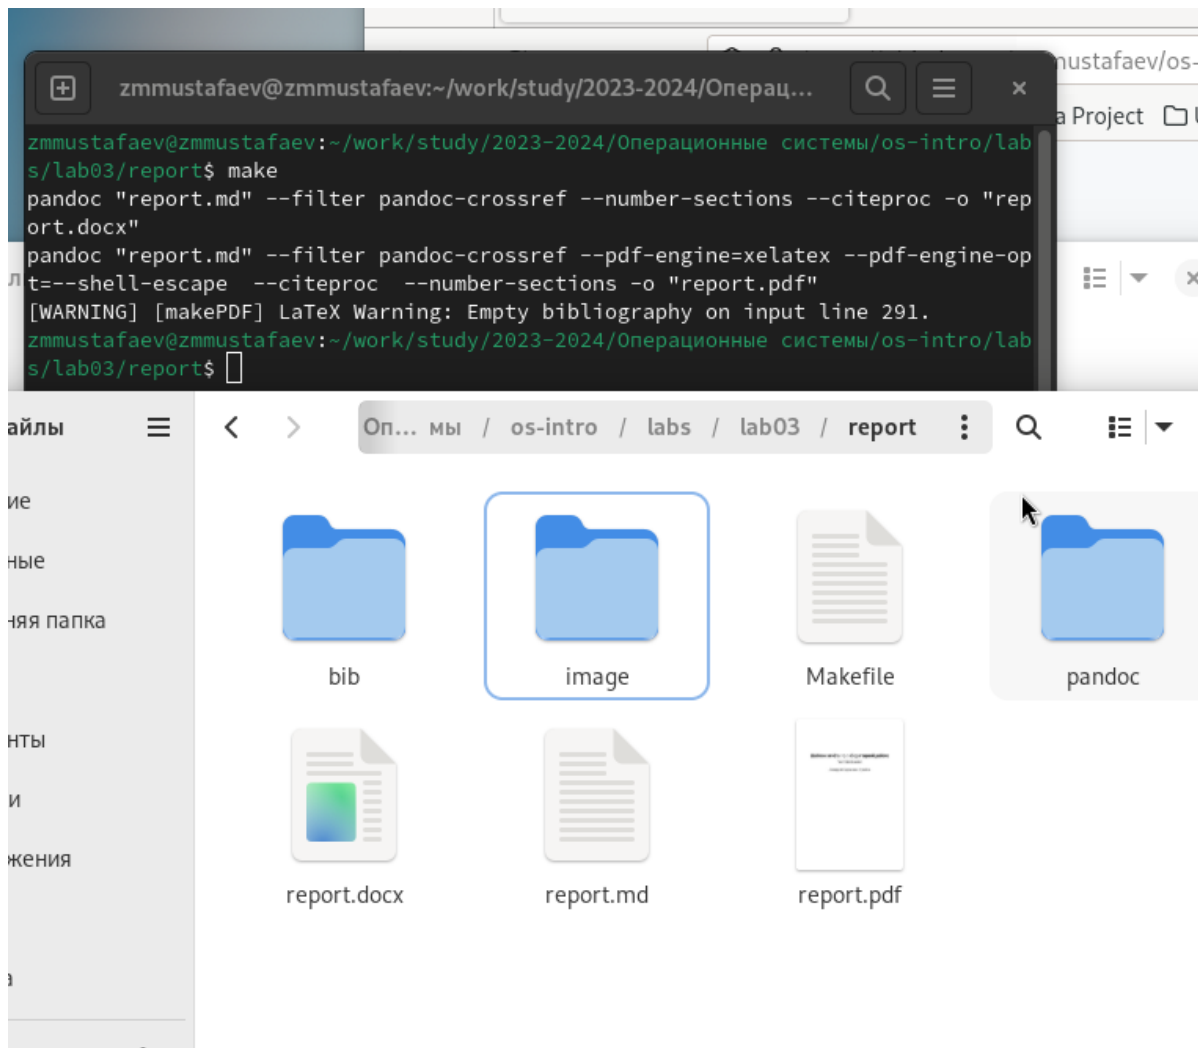 mustafaev/os-
zmmustafaev@zmmustafaev:~/work/study/2023-2024/Операц...
a Project
zmmustafaev@zmmustafaev:~/work/study/2023-2024/Операционные системы/os-intro/lab
s/lab03/report$ make
pandoc "report.md" --filter pandoc-crossref --number-sections --citeproc -o "rep
ort.docx"
pandoc "report.md" --filter pandoc-crossref --pdf-engine=xelatex --pdf-engine-op
t=--shell-escape  --citeproc  --number-sections -o "report.pdf"
[WARNING] [makePDF] LaTeX Warning: Empty bibliography on input line 291.
zmmustafaev@zmmustafaev:~/work/study/2023-2024/Операционные системы/os-intro/lab
s/lab03/report$
айлы
Оп... мы / os-intro / labs / lab03 / report
ие
ные
няя папка
нты
и
жения
а
bib
image
Makefile
pandoc
report.docx
report.md
report.pdf